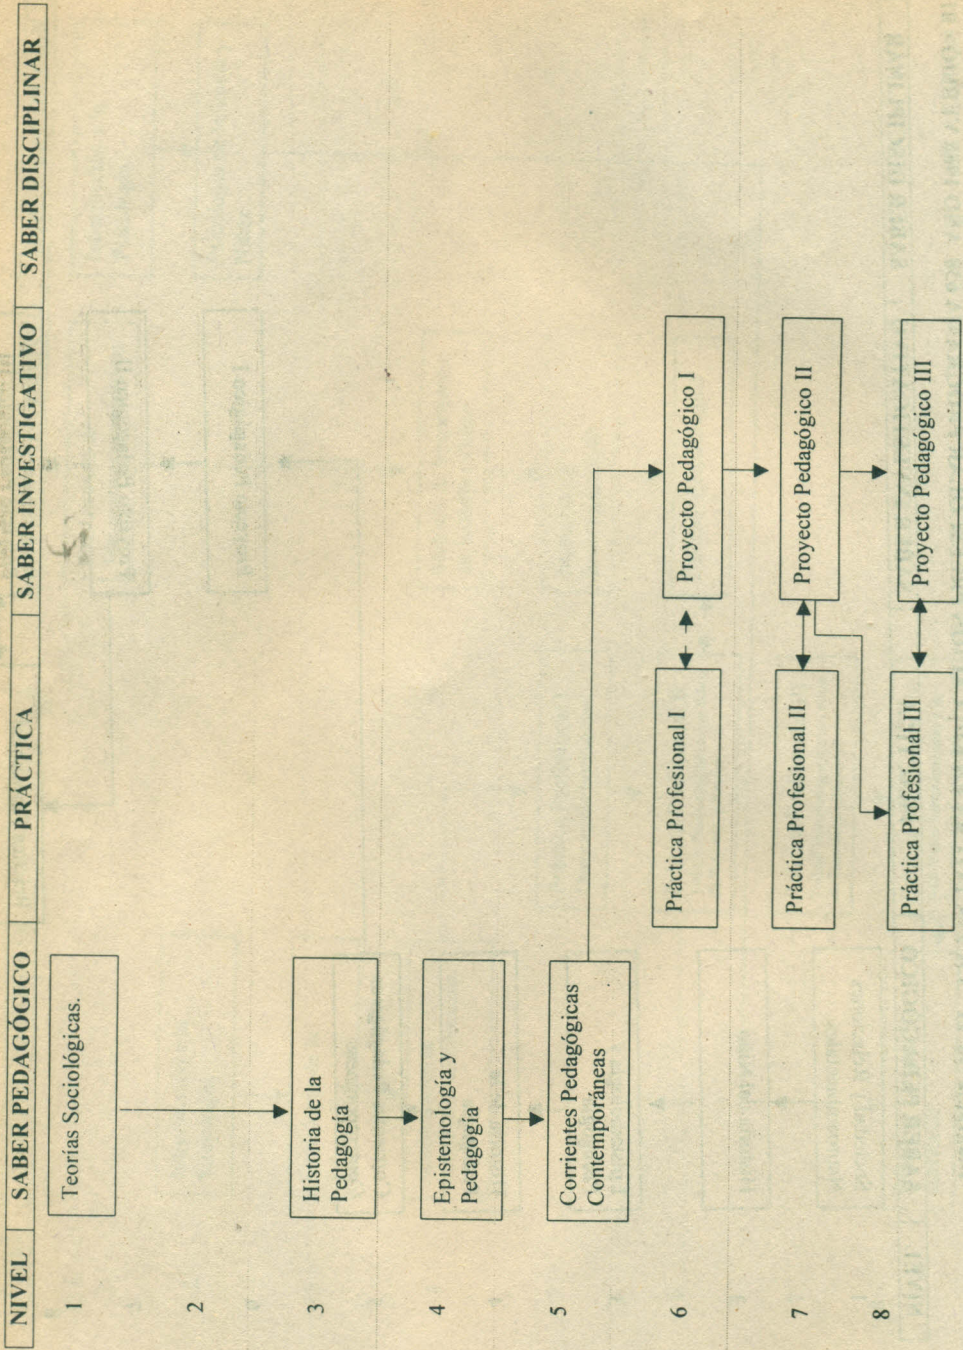 NIVEL SABER PEDAGÓGICO PRÁCTICA SABER INVESTIGATIVO SABER DISCIPLINAR
1 Teorías Sociológicas.
2
3 Historia de la
Pedagogía
4 Epistemología y
Pedagogía
5 Corrientes Pedagógicas
Contemporáneas
6 Práctica Profesional I Proyecto Pedagógico I
7 Práctica Profesional II Proyecto Pedagógico II
8 Práctica Profesional III Proyecto Pedagógico III